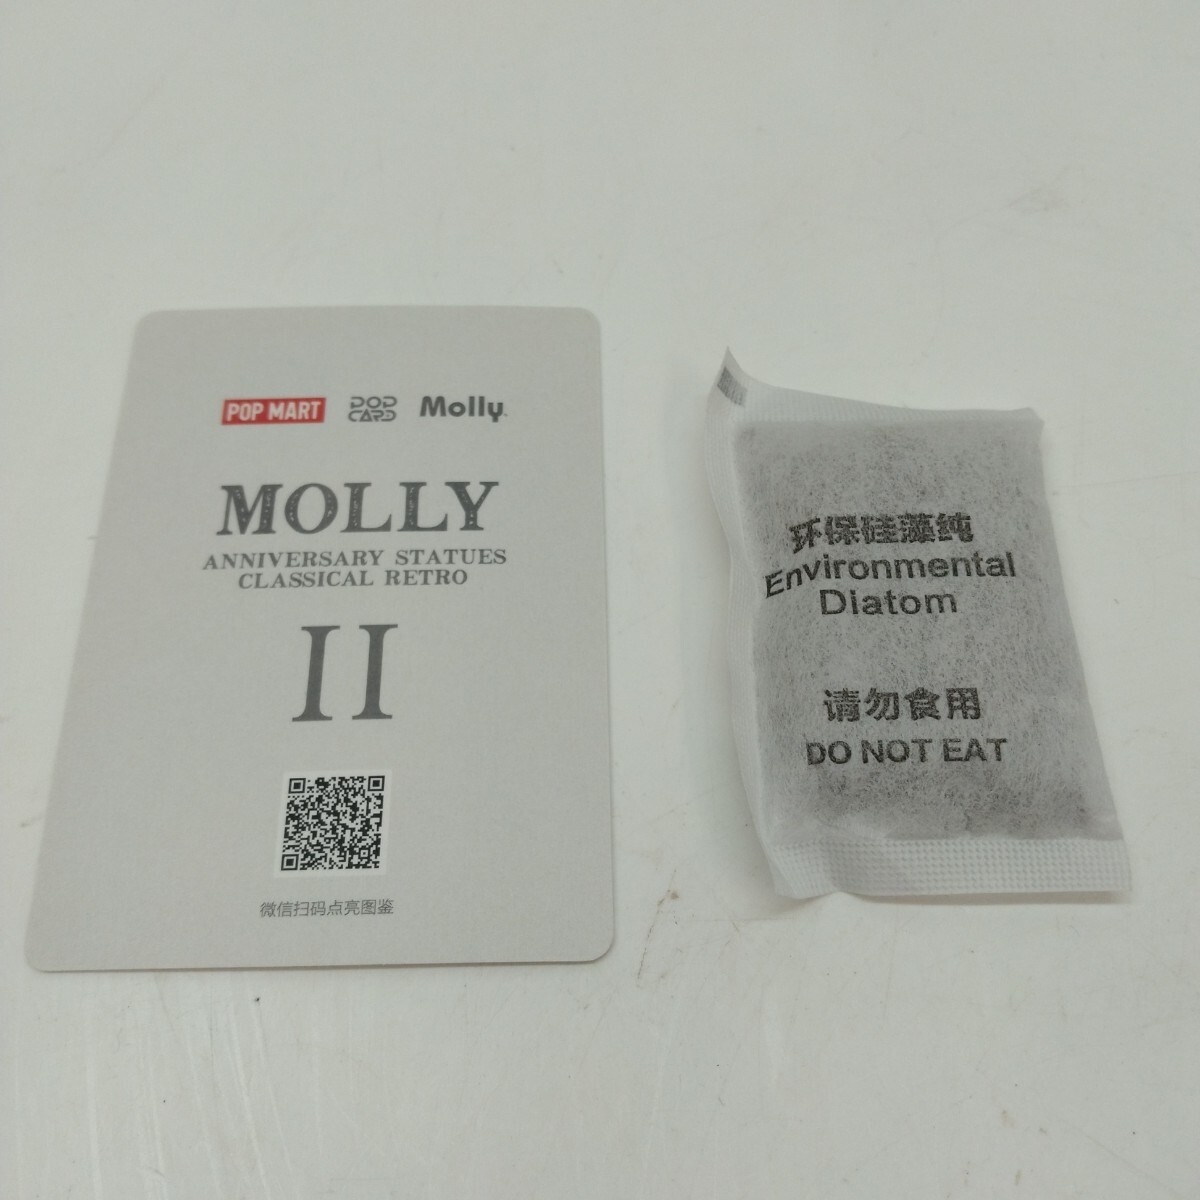 POP MART POP CARD Molly.
MOLLY
ANNIVERSARY STATUES
CLASSICAL RETRO
II
微信扫码点亮图鉴
环保硅藻纯
Environmental
Diatom
请勿食用
DO NOT EAT